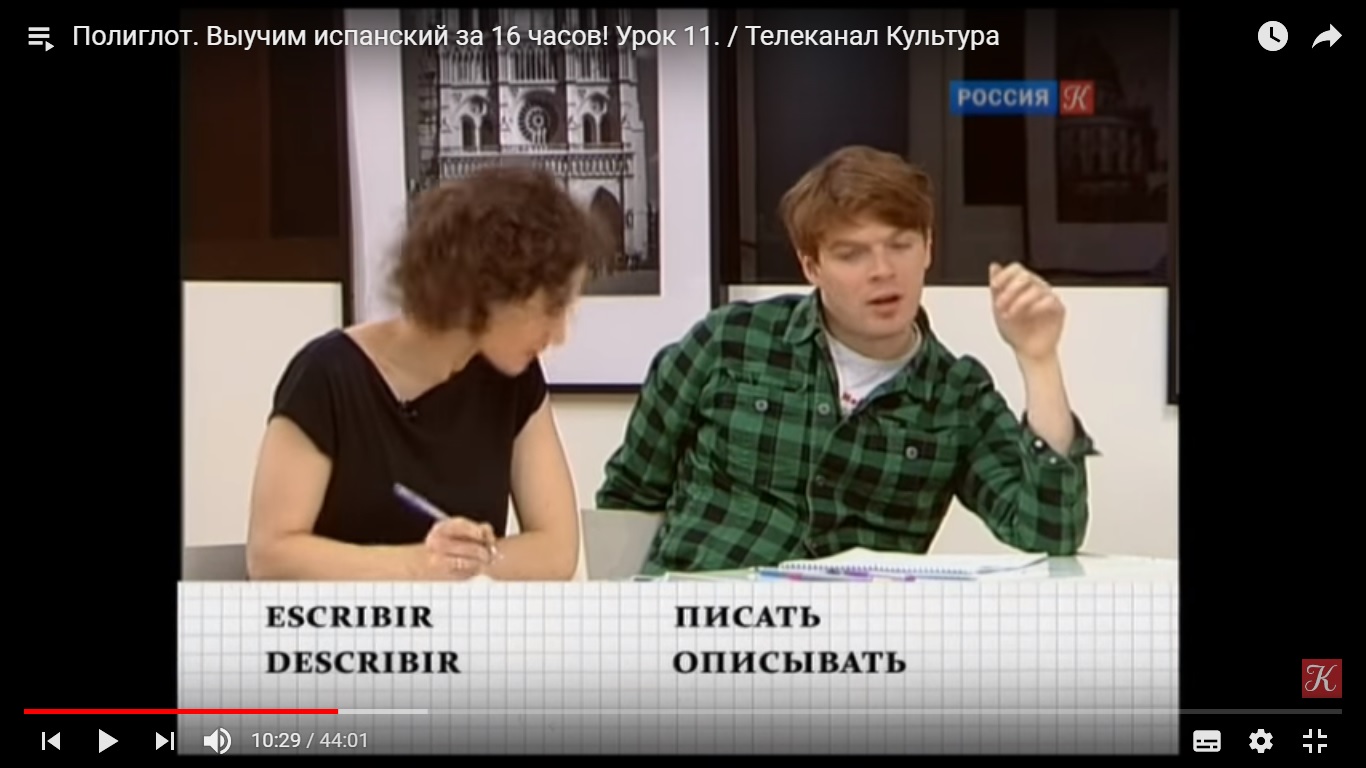 Полиглот. Выучим испанский за 16 часов! Урок 11. / Телеканал Культура
РОССИЯ К
ESCRIBIR ПИСАТЬ
DESCRIBIR ОПИСЫВАТЬ
К
10:29 / 44:01